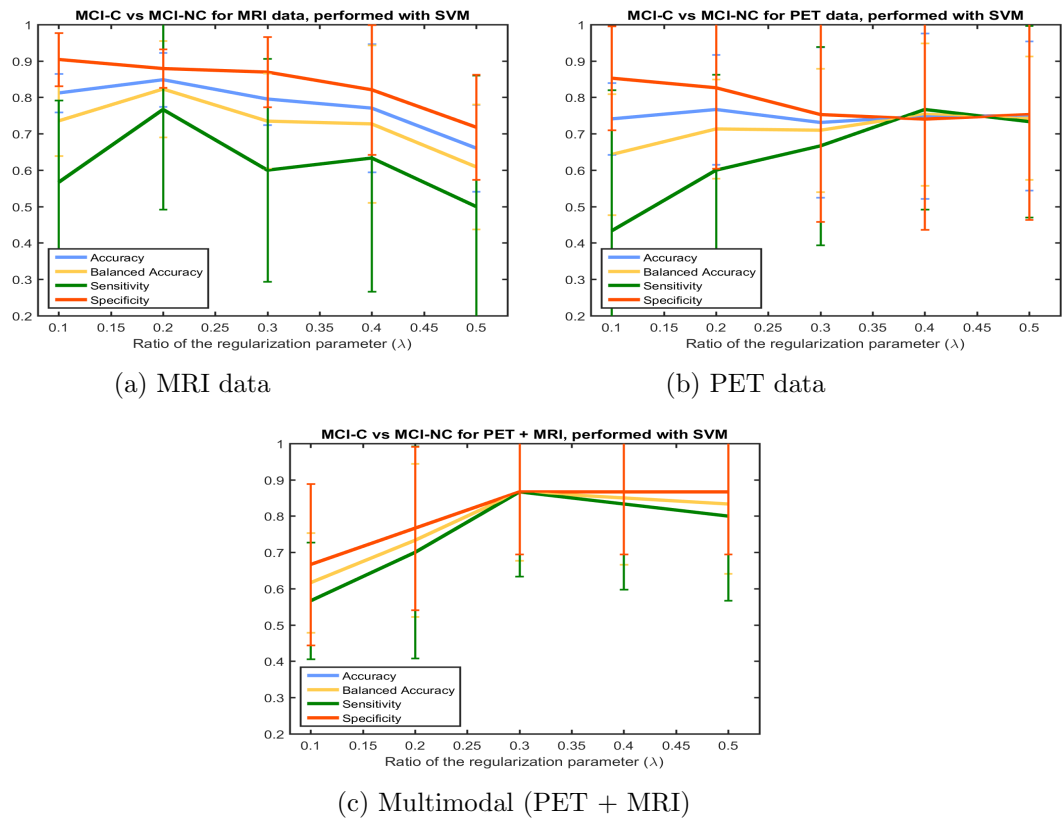 MCI-C vs MCI-NC for MRI data, performed with SVM
1
0.9
0.8
0.7
0.6
0.5
0.4
0.3
0.2
Accuracy
Balanced Accuracy
Sensitivity
Specificity
0.1 0.15 0.2 0.25 0.3 0.35 0.4 0.45 0.5
Ratio of the regularization parameter (λ)
(a) MRI data
MCI-C vs MCI-NC for PET data, performed with SVM
1
0.9
0.8
0.7
0.6
0.5
0.4
0.3
0.2
Accuracy
Balanced Accuracy
Sensitivity
Specificity
0.1 0.15 0.2 0.25 0.3 0.35 0.4 0.45 0.5
Ratio of the regularization parameter (λ)
(b) PET data
MCI-C vs MCI-NC for PET + MRI, performed with SVM
1
0.9
0.8
0.7
0.6
0.5
0.4
0.3
0.2
Accuracy
Balanced Accuracy
Sensitivity
Specificity
0.1 0.15 0.2 0.25 0.3 0.35 0.4 0.45 0.5
Ratio of the regularization parameter (λ)
(c) Multimodal (PET + MRI)